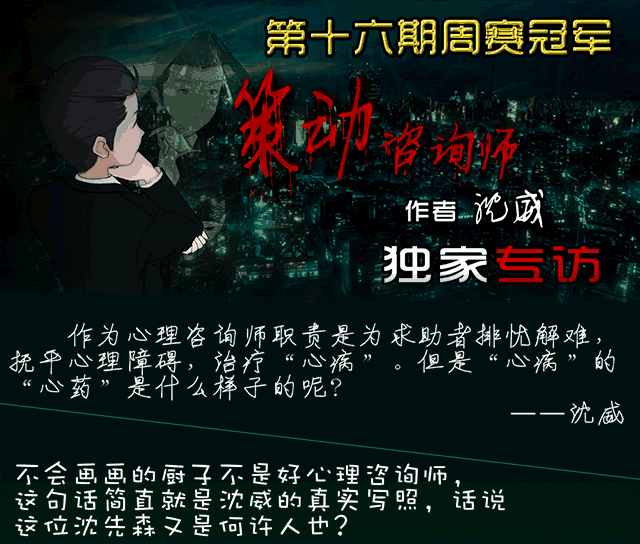 第十六期周赛冠军
策动咨询师
作者 沈威
独家专访
作为心理咨询师职责是为求助者排忧解难，
抚平心理障碍，治疗“心病”。但是“心病”的
“心药”是什么样子的呢？
——沈威
不会画画的厨子不是好心理咨询师，
这句话简直就是沈威的真实写照，话说
这位沈先森又是何许人也？